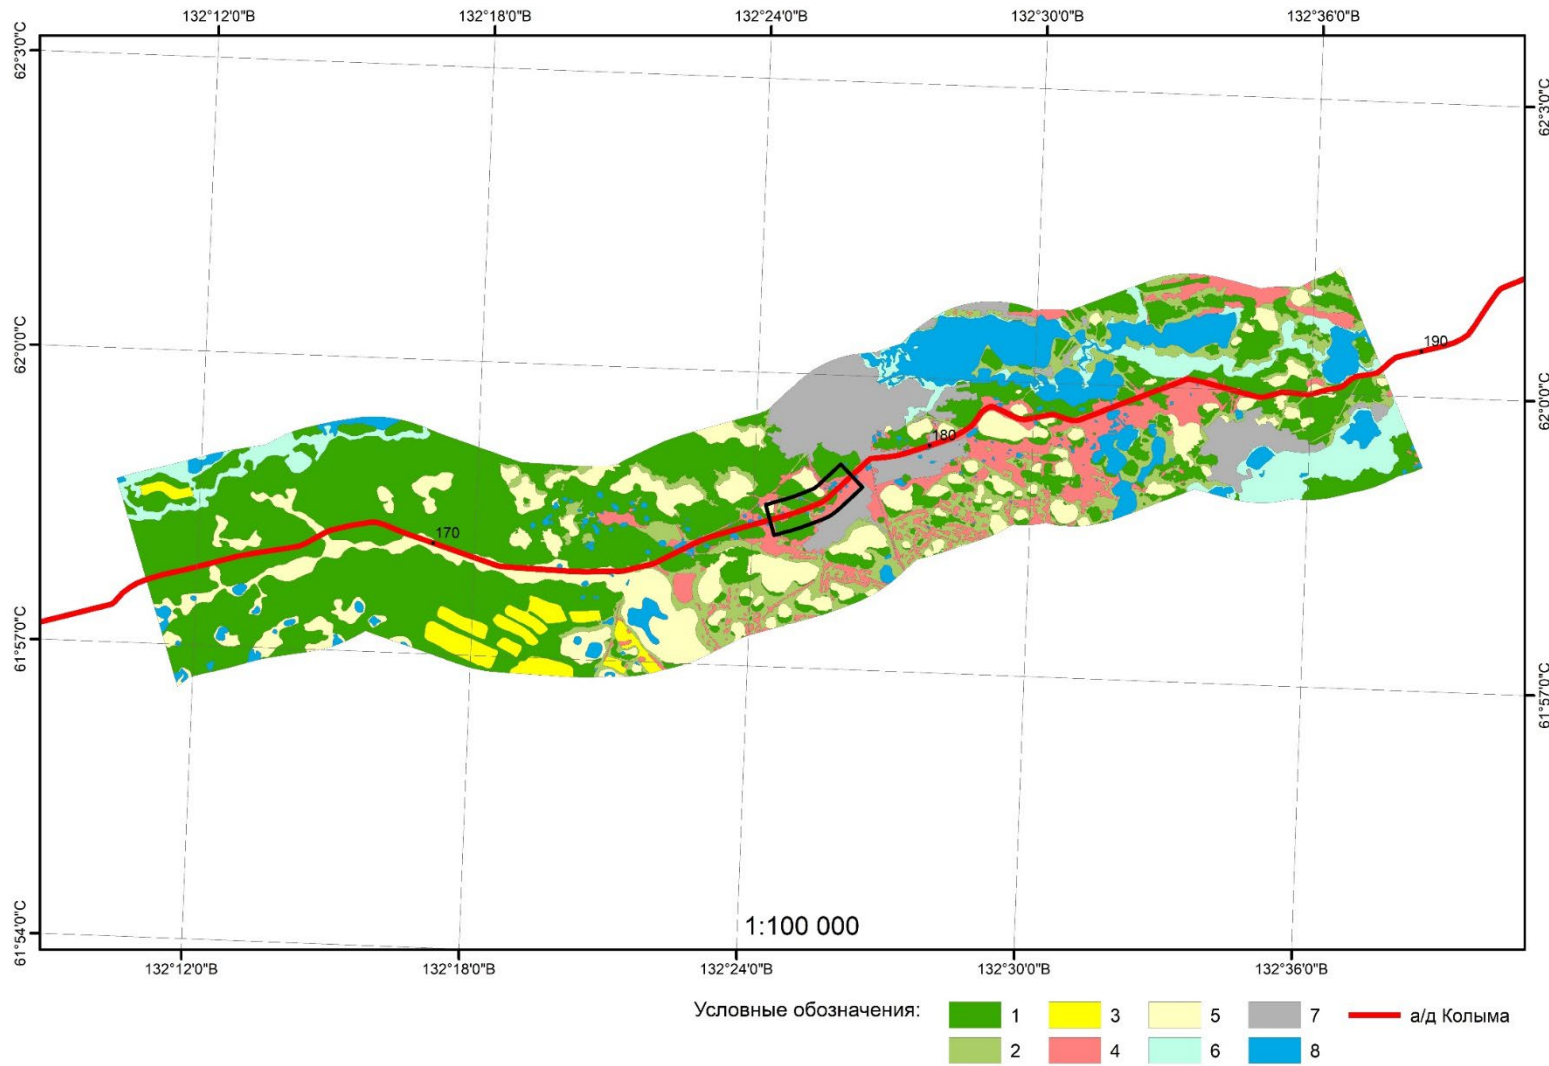 132°12'0"В 132°18'0"В 132°24'0"В 132°30'0"В 132°36'0"В
62°3'0"С
62°3'0"С
190
62°0'0"С
62°0'0"С
180
170
61°57'0"С
61°57'0"С
1:100 000
61°54'0"С
132°12'0"В 132°18'0"В 132°24'0"В 132°30'0"В 132°36'0"В
Условные обозначения: 1 3 5 7 а/д Колыма
2 4 6 8